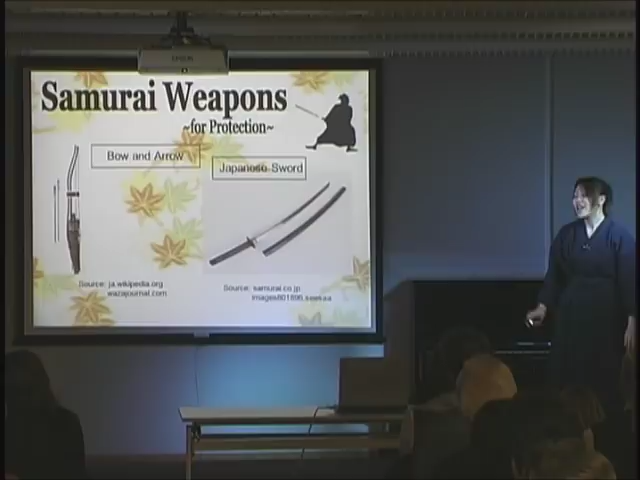 EPSON
Samurai Weapons
~for Protection~
Bow and Arrow
Japanese Sword
Source: ja.wikipedia.org
wazajournal.com
Source: samurai.co.jp